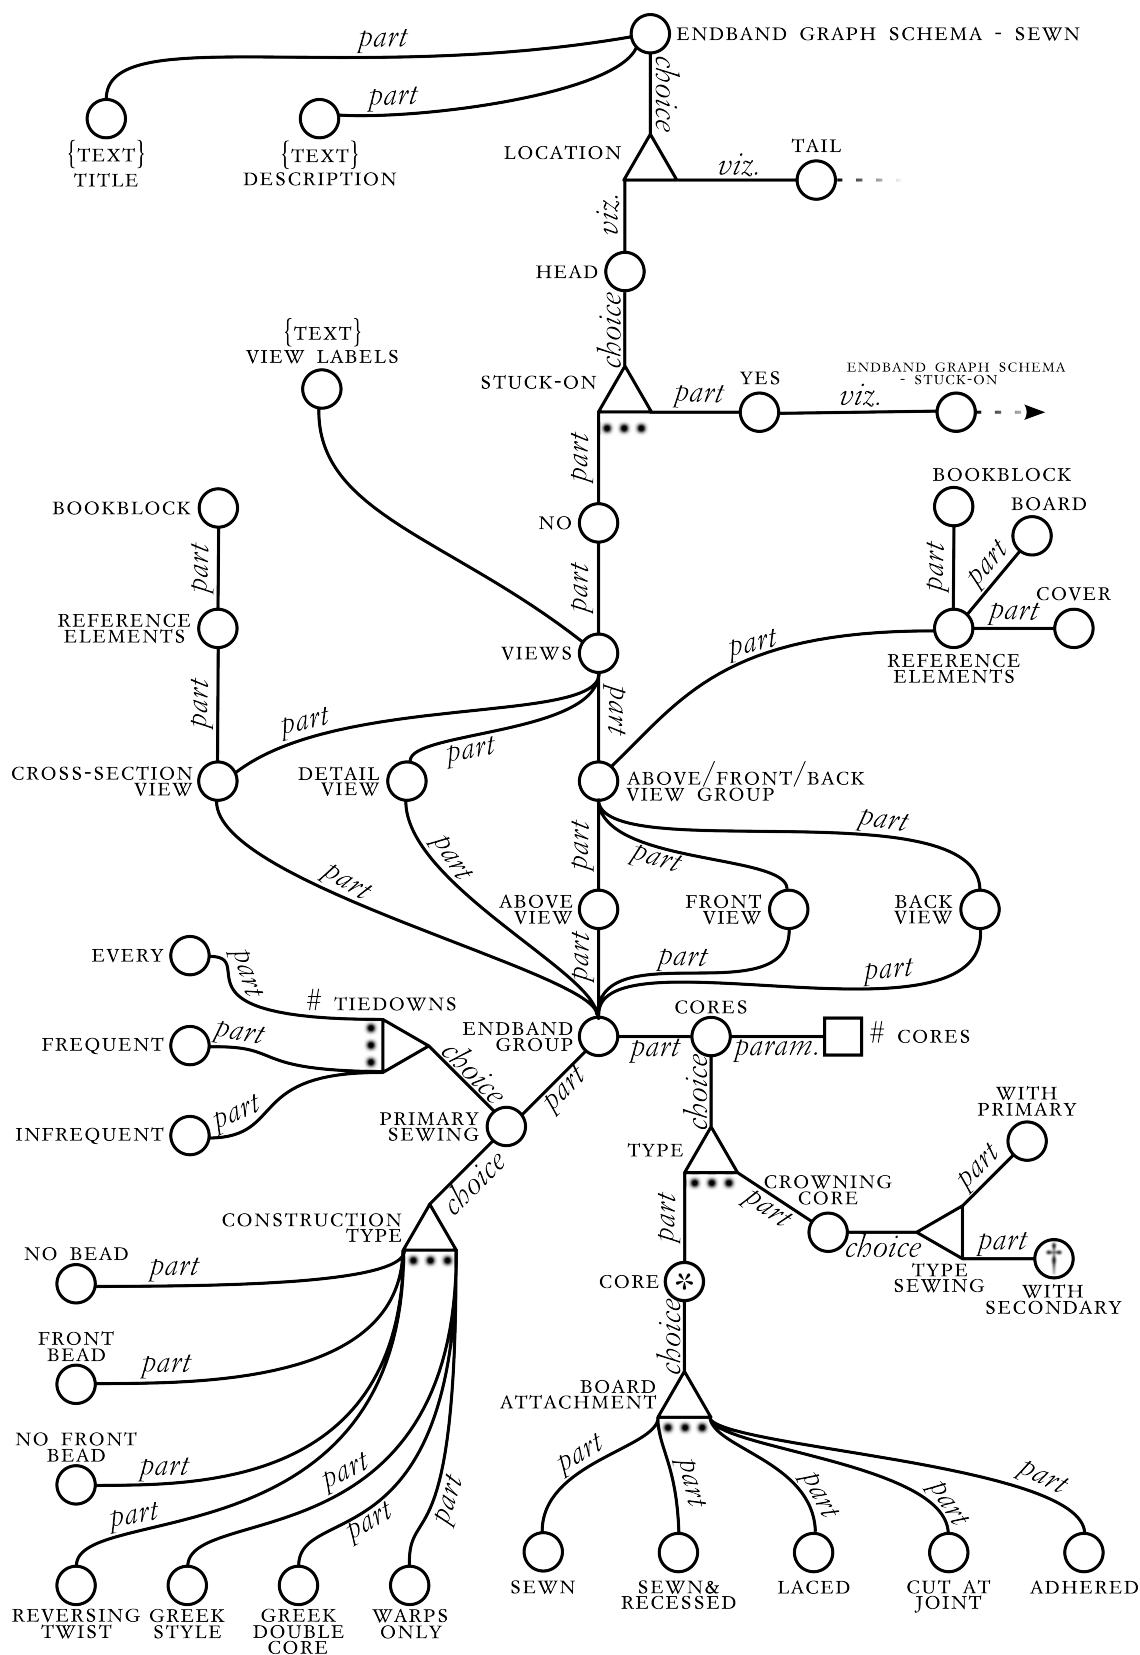 part
ENDBAND GRAPH SCHEMA - SEWN
choice
part
{TEXT}
TITLE
{TEXT}
DESCRIPTION
LOCATION
viz.
TAIL
viz.
HEAD
choice
{TEXT}
VIEW LABELS
STUCK-ON
part
YES
viz.
ENDBAND GRAPH SCHEMA
- STUCK-ON
part
BOOKBLOCK
NO
BOOKBLOCK
BOARD
part
part
part
part
COVER
part
REFERENCE
ELEMENTS
VIEWS
part
REFERENCE
ELEMENTS
part
part
part
part
CROSS-SECTION
VIEW
DETAIL
VIEW
ABOVE/FRONT/BACK
VIEW GROUP
part
part
part
part
part
ABOVE
VIEW
FRONT
VIEW
BACK
VIEW
EVERY
part
part
part
part
# TIEDOWNS
CORES
FREQUENT
part
ENDBAND
GROUP
part
param.
# CORES
choice
part
choice
INFREQUENT
part
PRIMARY
SEWING
TYPE
WITH
PRIMARY
choice
part
CROWNING
CORE
part
CONSTRUCTION
TYPE
part
choice
part
TYPE
SEWING
†
WITH
SECONDARY
NO BEAD
part
CORE
*
choice
FRONT
BEAD
part
BOARD
ATTACHMENT
NO FRONT
BEAD
part
part
part
part
part
part
part
part
part
part
part
REVERSING
TWIST
GREEK
STYLE
GREEK
DOUBLE
CORE
WARPS
ONLY
SEWN
SEWN&
RECESSED
LACED
CUT AT
JOINT
ADHERED